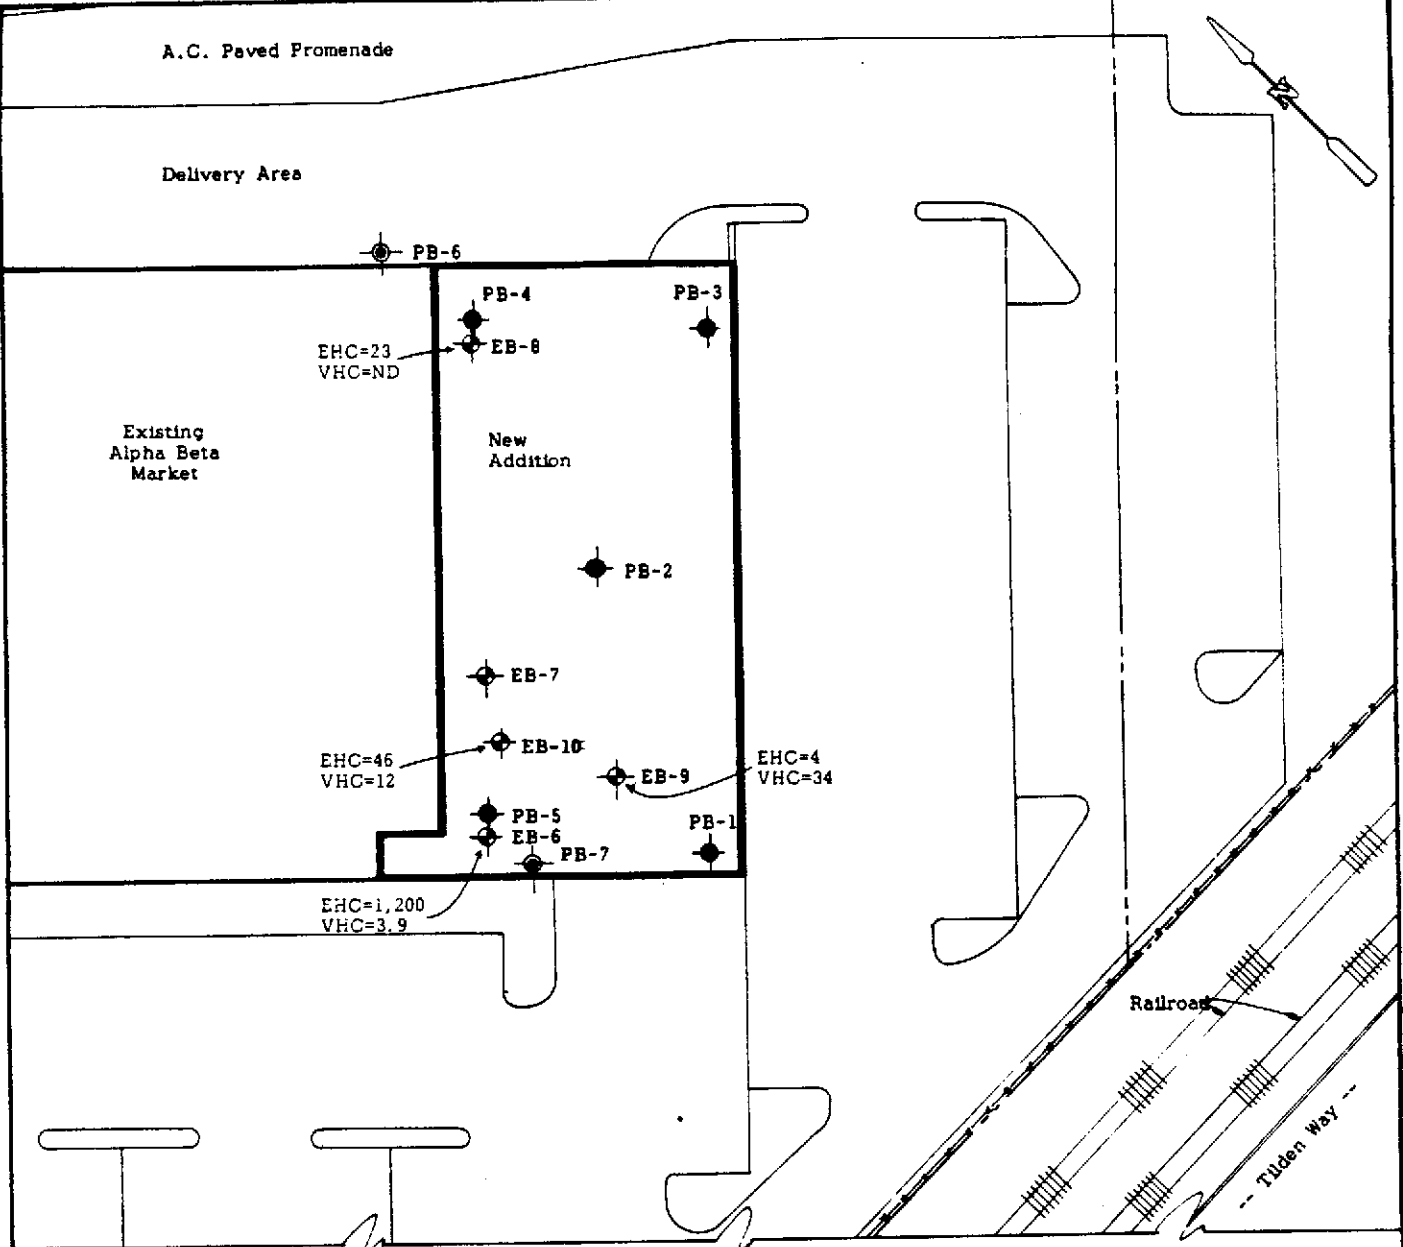 A.C. Paved Promenade
N
Delivery Area
PB-6
PB-4
PB-3
EHC=23
VHC=ND
EB-8
Existing
Alpha Beta
Market
New
Addition
PB-2
EB-7
EHC=46
VHC=12
EB-10
EB-9
EHC=4
VHC=34
PB-5
EB-6
PB-1
PB-7
EHC=1,200
VHC=3.9
Railroad
-- Tilden Way --